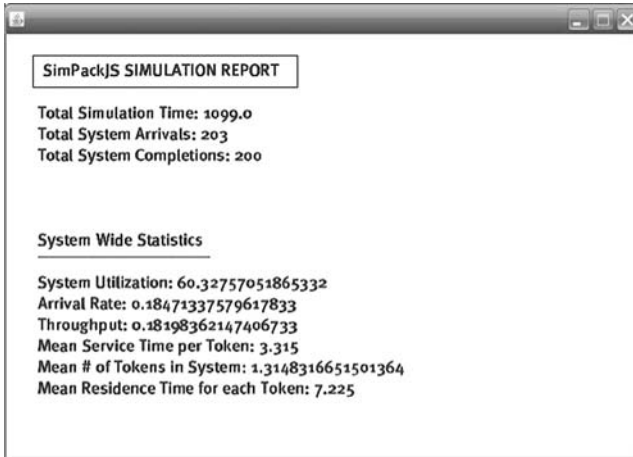 SimPackJS SIMULATION REPORT
Total Simulation Time: 1099.0
Total System Arrivals: 203
Total System Completions: 200
System Wide Statistics
System Utilization: 60.32757051865332
Arrival Rate: 0.18471337579617833
Throughput: 0.18198362147406733
Mean Service Time per Token: 3.315
Mean # of Tokens in System: 1.3148316651501364
Mean Residence Time for each Token: 7.225